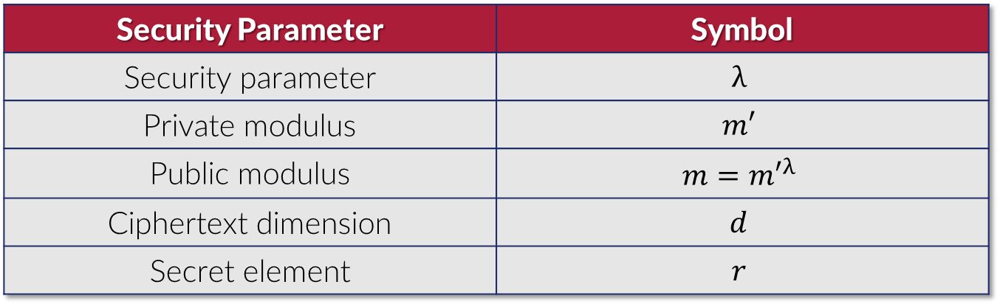 Security Parameter Symbol
Security parameter λ
Private modulus m′
Public modulus m = m′^λ
Ciphertext dimension d
Secret element r